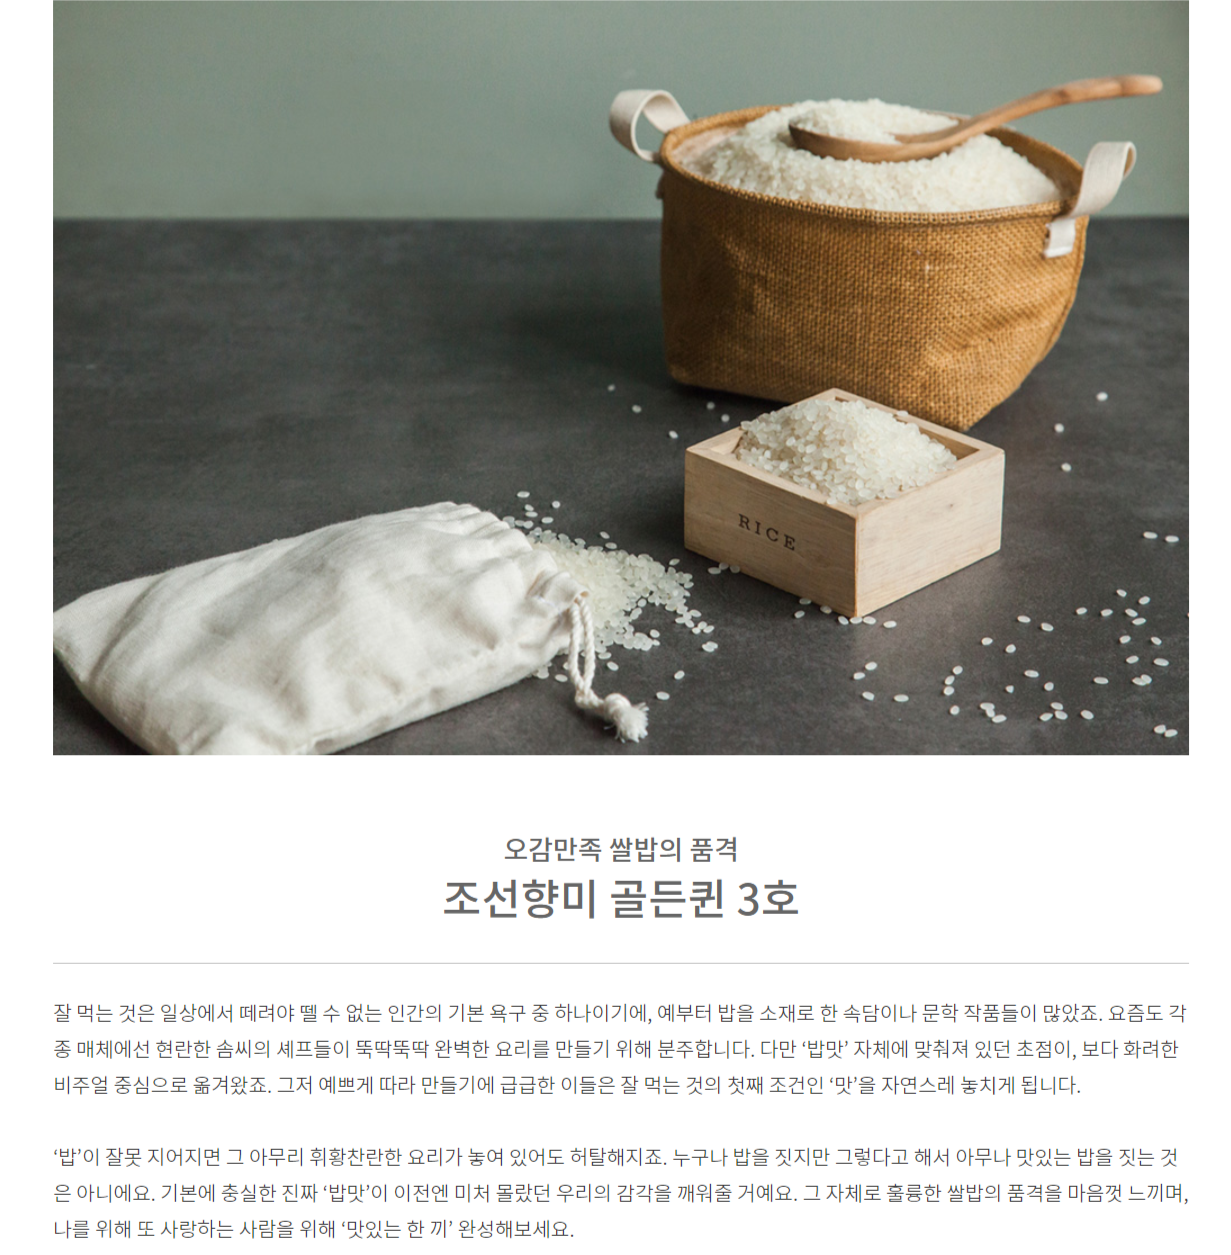 RICE
오감만족 쌀밥의 품격
조선향미 골든퀸 3호
잘 먹는 것은 일상에서 떼려야 뗄 수 없는 인간의 기본 욕구 중 하나이기에, 예부터 밥을 소재로 한 속담이나 문학 작품들이 많았죠. 요즘도 각
종 매체에선 현란한 솜씨의 셰프들이 뚝딱뚝딱 완벽한 요리를 만들기 위해 분주합니다. 다만 ‘밥맛’ 자체에 맞춰져 있던 초점이, 보다 화려한
비주얼 중심으로 옮겨왔죠. 그저 예쁘게 따라 만들기에 급급한 이들은 잘 먹는 것의 첫째 조건인 ‘맛’을 자연스레 놓치게 됩니다.
‘밥’이 잘못 지어지면 그 아무리 휘황찬란한 요리가 놓여 있어도 허탈해지죠. 누구나 밥을 짓지만 그렇다고 해서 아무나 맛있는 밥을 짓는 것
은 아니에요. 기본에 충실한 진짜 ‘밥맛’이 이전엔 미처 몰랐던 우리의 감각을 깨워줄 거예요. 그 자체로 훌륭한 쌀밥의 품격을 마음껏 느끼며,
나를 위해 또 사랑하는 사람을 위해 ‘맛있는 한 끼’ 완성해보세요.